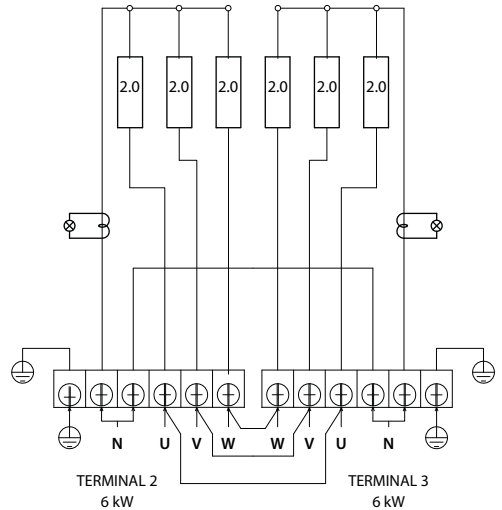 2.0 2.0 2.0 2.0 2.0 2.0
N U V W W V U N
TERMINAL 2
6 kW
TERMINAL 3
6 kW